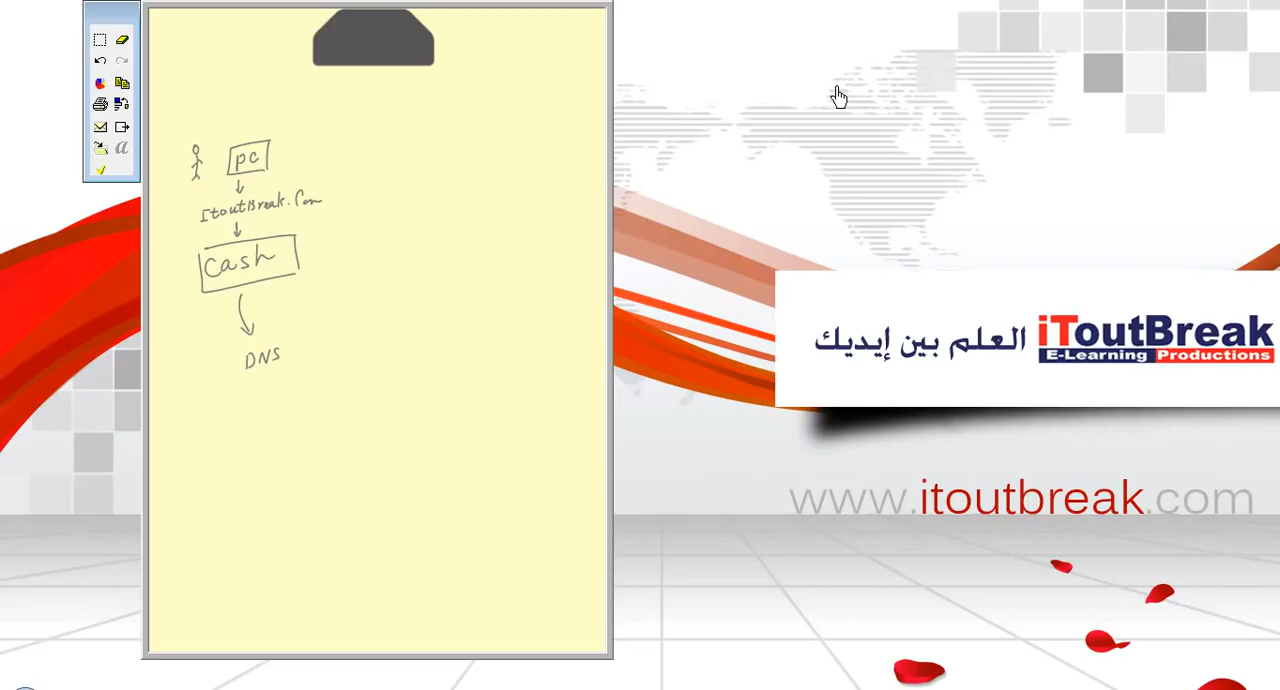 pc
ItoutBreak.Com
Cash
DNS
العلم بين إيديك
iToutBreak
E-Learning Productions
www.itoutbreak.com